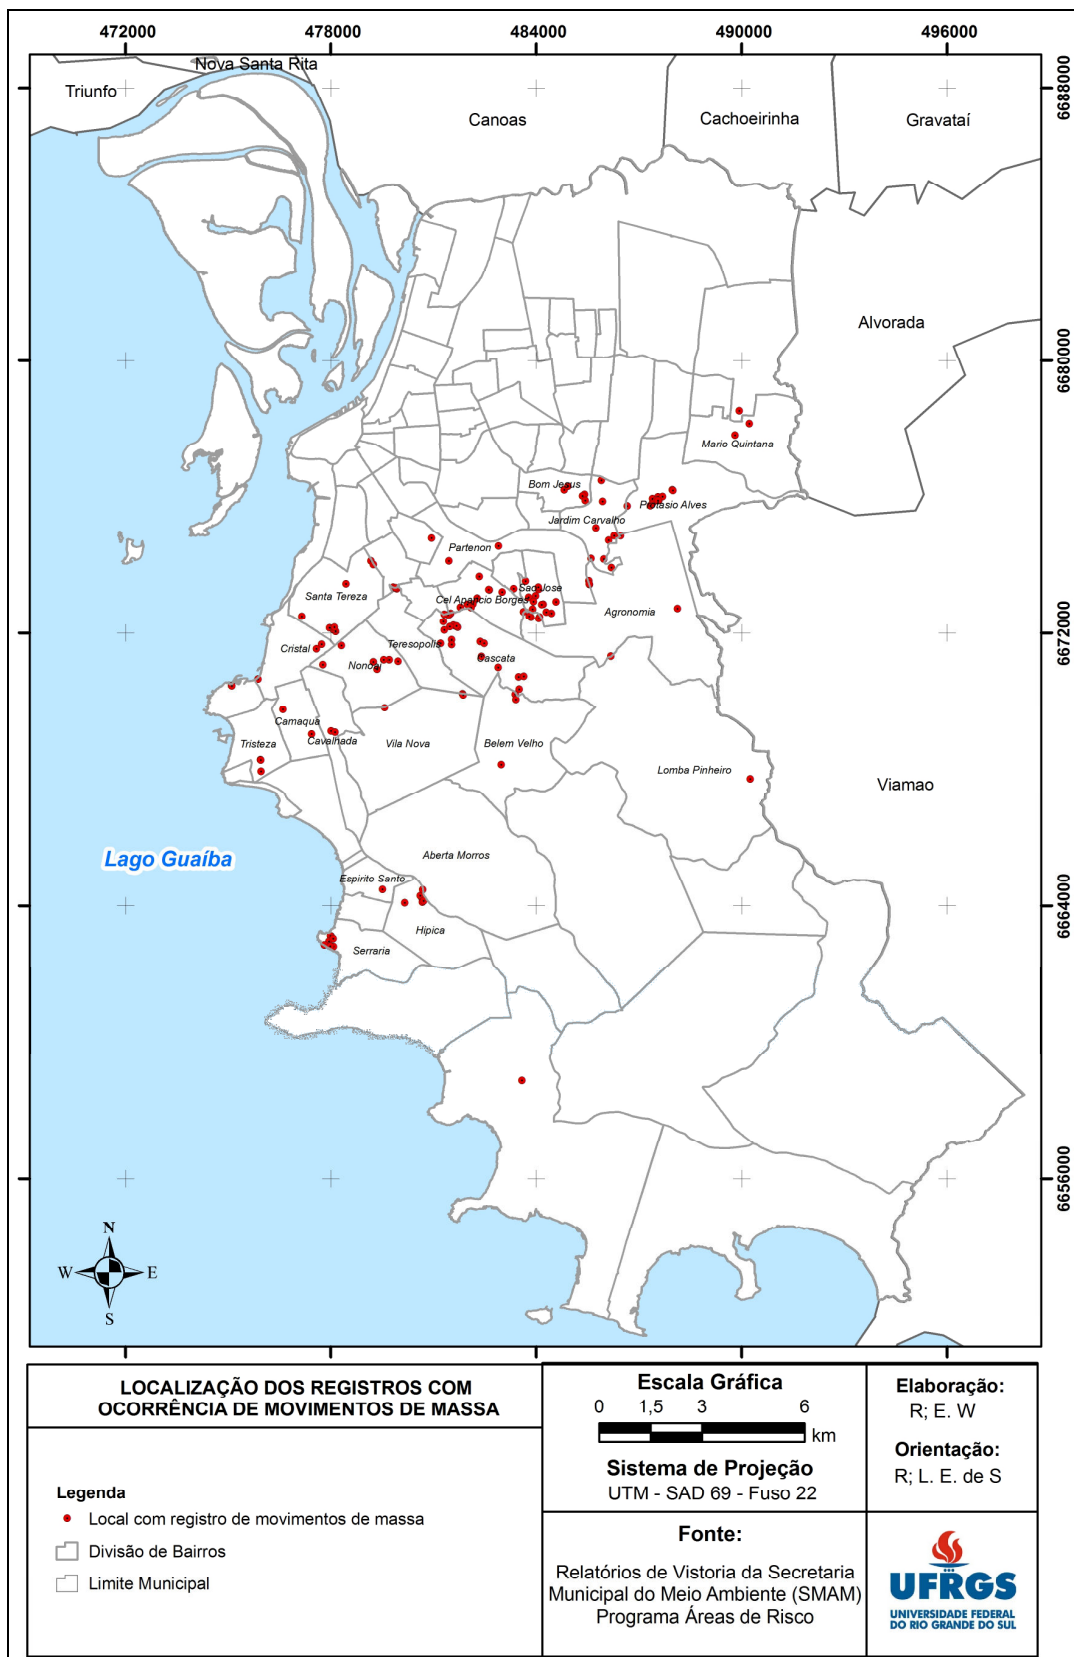 472000 478000 484000 490000 496000
Nova Santa Rita
Triunfo
Canoas
Cachoeirinha
Gravataí
6688000
Alvorada
6680000
Mario Quintana
Bom Jesus
Protasio Alves
Jardim Carvalho
Partenon
Santa Tereza
Sao Jose
Cel Aparicio Borges
Agronomia
6672000
Teresopolis
Cristal
Cascata
Nonoai
Camaqua
Tristeza
Cavalhada
Vila Nova
Belem Velho
Lomba Pinheiro
Viamao
Lago Guaíba
Aberta Morros
Espirito Santo
6664000
Hipica
Serraria
6656000
N
W E
S
LOCALIZAÇÃO DOS REGISTROS COM
OCORRÊNCIA DE MOVIMENTOS DE MASSA
Legenda
Local com registro de movimentos de massa
Divisão de Bairros
Limite Municipal
Escala Gráfica
0 1,5 3 6
km
Sistema de Projeção
UTM - SAD 69 - Fuso 22
Fonte:
Relatórios de Vistoria da Secretaria
Municipal do Meio Ambiente (SMAM)
Programa Áreas de Risco
Elaboração:
R; E. W
Orientação:
R; L. E. de S
UFRGS
UNIVERSIDADE FEDERAL
DO RIO GRANDE DO SUL